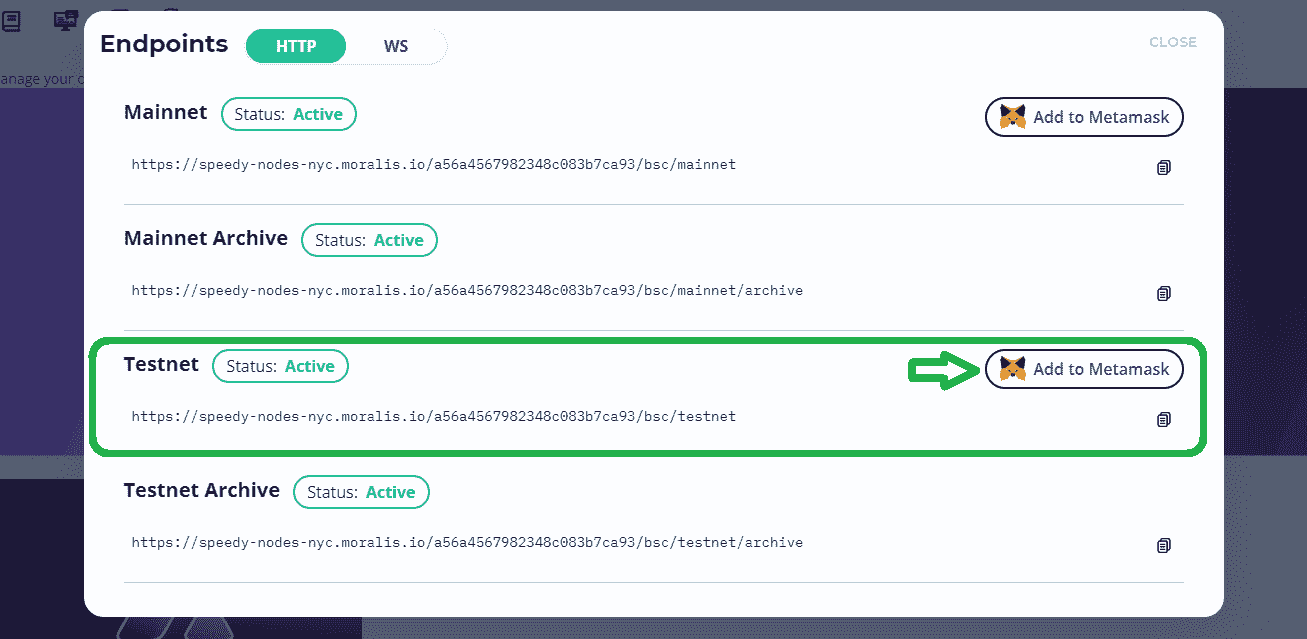 Endpoints HTTP WS CLOSE
anage your o
Mainnet Status: Active Add to Metamask
https://speedy-nodes-nyc.moralis.io/a56a4567982348c083b7ca93/bsc/mainnet
Mainnet Archive Status: Active
https://speedy-nodes-nyc.moralis.io/a56a4567982348c083b7ca93/bsc/mainnet/archive
Testnet Status: Active Add to Metamask
https://speedy-nodes-nyc.moralis.io/a56a4567982348c083b7ca93/bsc/testnet
Testnet Archive Status: Active
https://speedy-nodes-nyc.moralis.io/a56a4567982348c083b7ca93/bsc/testnet/archive